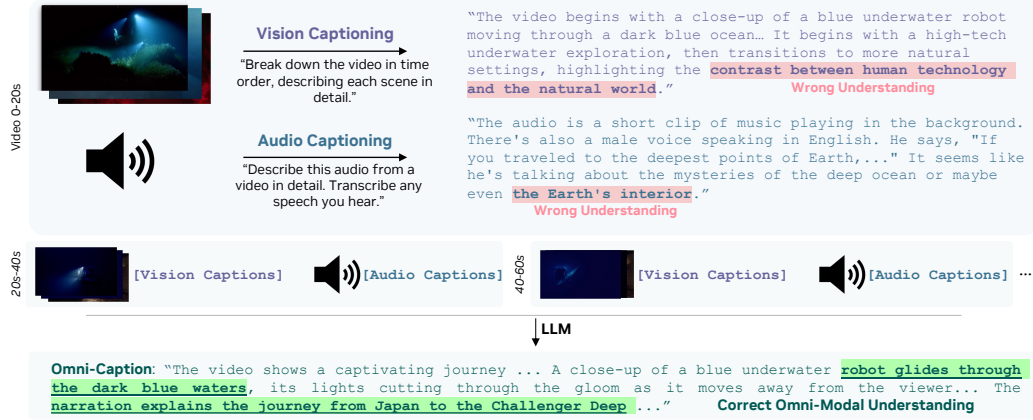 Video 0-20s
Vision Captioning
“Break down the video in time
order, describing each scene in
detail.”
“The video begins with a close-up of a blue underwater robot
moving through a dark blue ocean… It begins with a high-tech
underwater exploration, then transitions to more natural
settings, highlighting the contrast between human technology
and the natural world.”
Wrong Understanding
Audio Captioning
“Describe this audio from a
video in detail. Transcribe any
speech you hear.”
“The audio is a short clip of music playing in the background.
There's also a male voice speaking in English. He says, "If
you traveled to the deepest points of Earth,..." It seems like
he's talking about the mysteries of the deep ocean or maybe
even the Earth's interior.”
Wrong Understanding
20s-40s
[Vision Captions]
[Audio Captions]
40-60s
[Vision Captions]
[Audio Captions]
...
LLM
Omni-Caption: “The video shows a captivating journey ... A close-up of a blue underwater robot glides through
the dark blue waters, its lights cutting through the gloom as it moves away from the viewer... The
narration explains the journey from Japan to the Challenger Deep ...”
Correct Omni-Modal Understanding